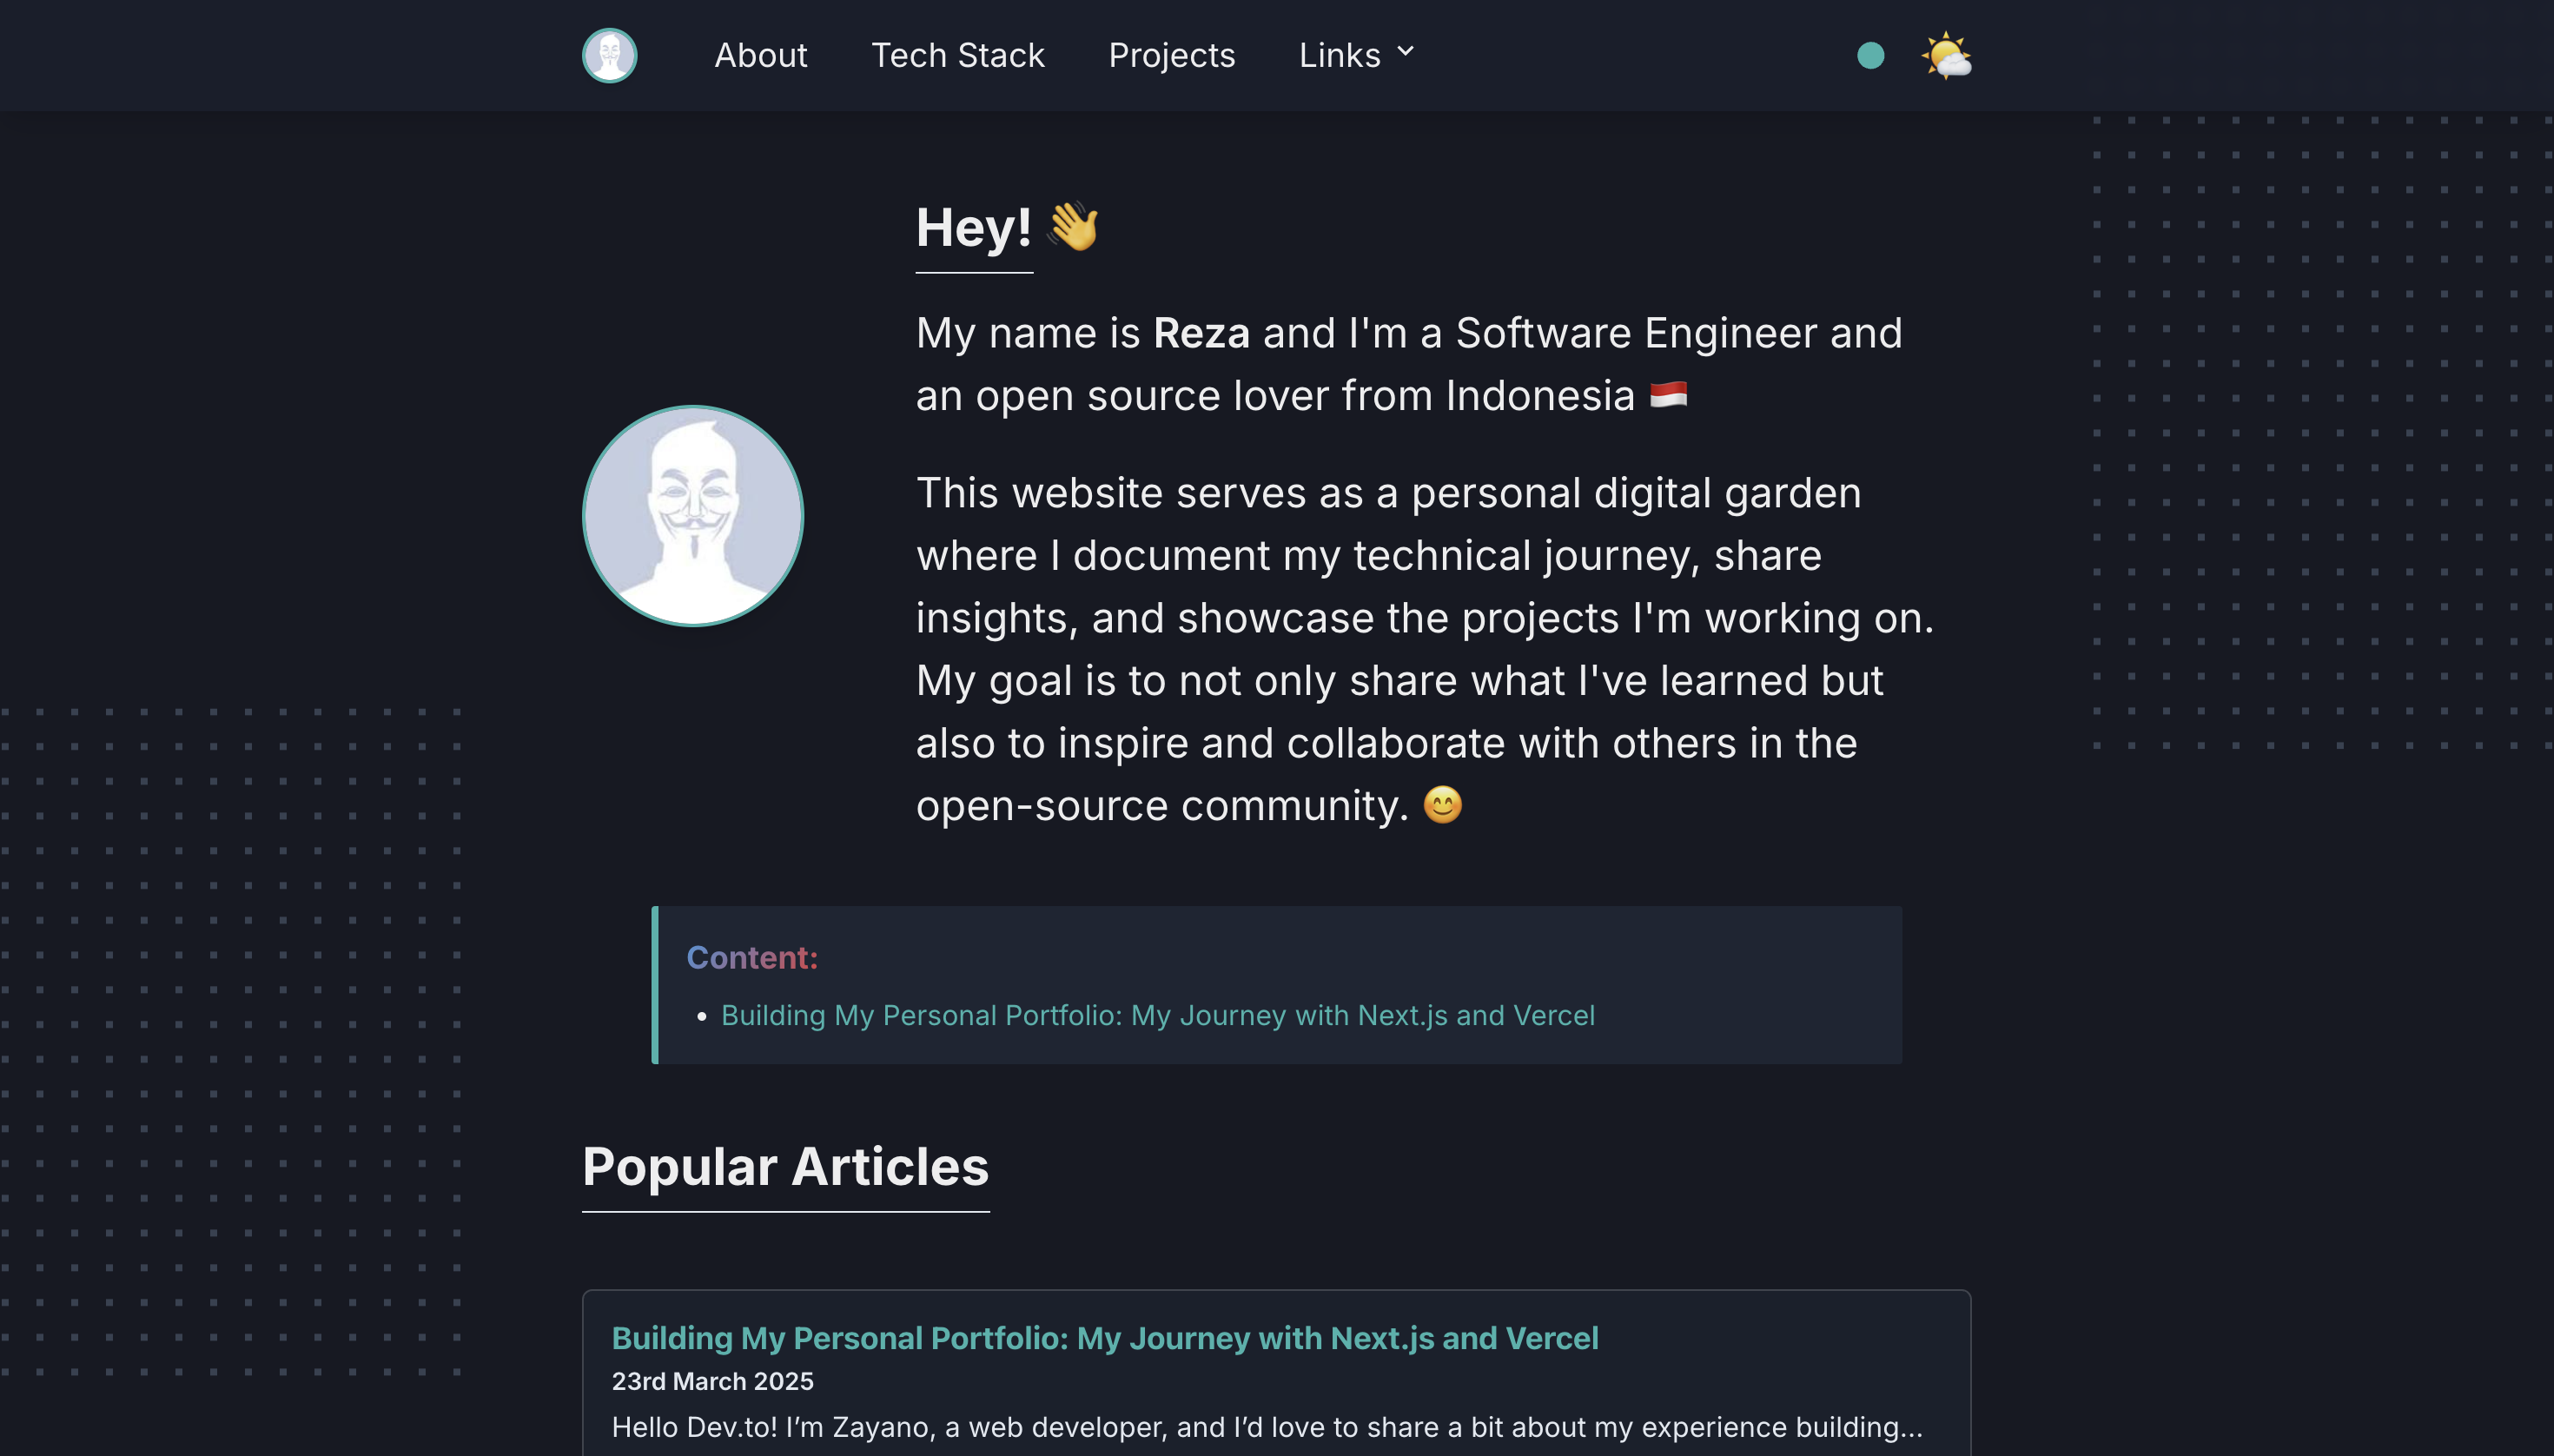 About Tech Stack Projects Links
Hey! 👋
My name is Reza and I'm a Software Engineer and
an open source lover from Indonesia 🇮🇩
This website serves as a personal digital garden
where I document my technical journey, share
insights, and showcase the projects I'm working on.
My goal is to not only share what I've learned but
also to inspire and collaborate with others in the
open-source community. 😊
Content:
• Building My Personal Portfolio: My Journey with Next.js and Vercel
Popular Articles
Building My Personal Portfolio: My Journey with Next.js and Vercel
23rd March 2025
Hello Dev.to! I’m Zayano, a web developer, and I’d love to share a bit about my experience building...